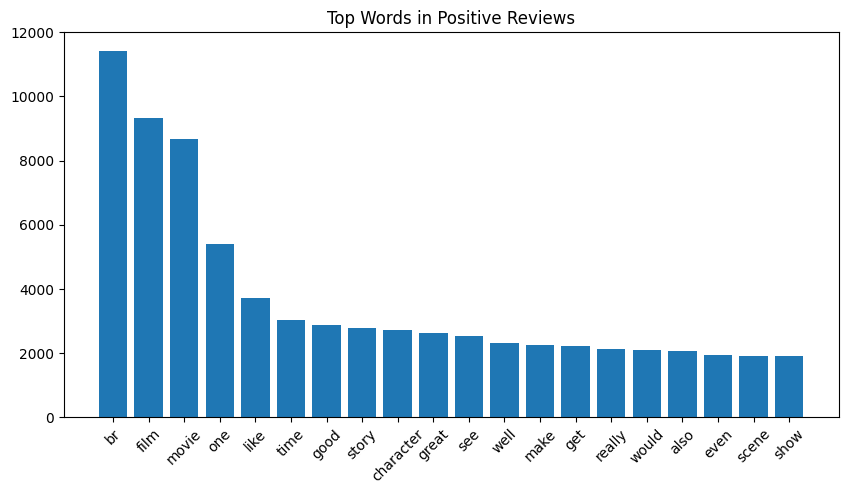 Top Words in Positive Reviews
12000
10000
8000
6000
4000
2000
0
br
film
movie
one
like
time
good
story
character
great
see
well
make
get
really
would
also
even
scene
show